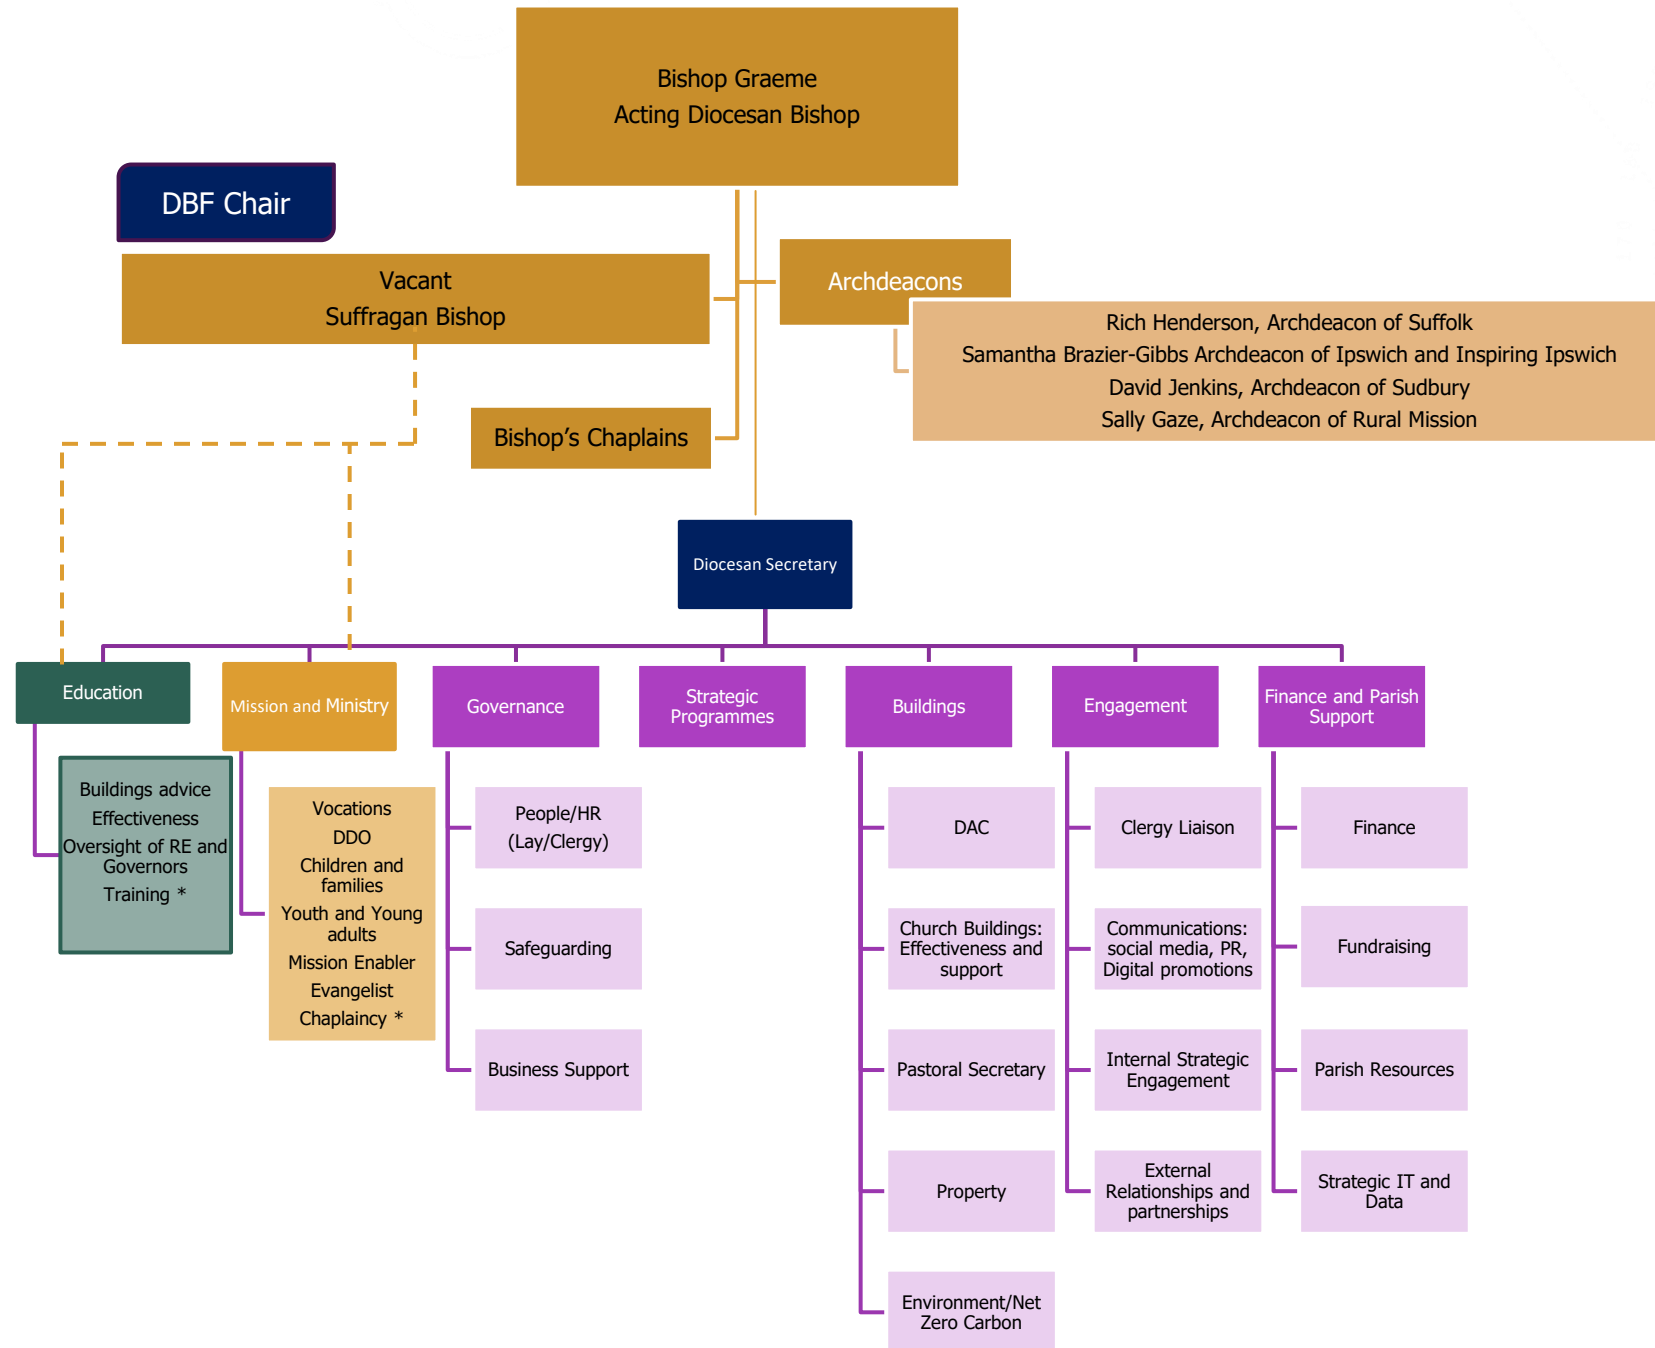 Bishop Graeme
Acting Diocesan Bishop
DBF Chair
Vacant
Suffragan Bishop
Archdeacons
Rich Henderson, Archdeacon of Suffolk
Samantha Brazier-Gibbs Archdeacon of Ipswich and Inspiring Ipswich
David Jenkins, Archdeacon of Sudbury
Sally Gaze, Archdeacon of Rural Mission
Bishop’s Chaplains
Diocesan Secretary
Education
Buildings advice
Effectiveness
Oversight of RE and
Governors
Training *
Mission and Ministry
Vocations
DDO
Children and
families
Youth and Young
adults
Mission Enabler
Evangelist
Chaplaincy *
Governance
People/HR
(Lay/Clergy)
Safeguarding
Business Support
Strategic
Programmes
Buildings
DAC
Church Buildings:
Effectiveness and
support
Pastoral Secretary
Property
Environment/Net
Zero Carbon
Engagement
Clergy Liaison
Communications:
social media, PR,
Digital promotions
Internal Strategic
Engagement
External
Relationships and
partnerships
Finance and Parish
Support
Finance
Fundraising
Parish Resources
Strategic IT and
Data